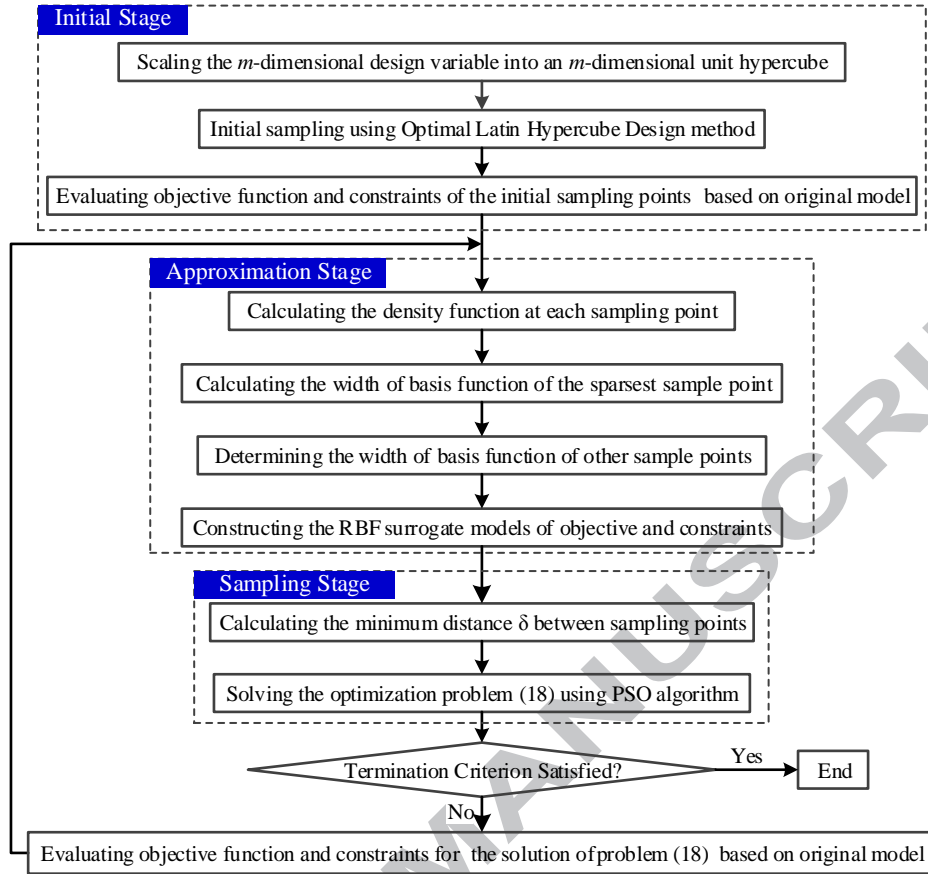 Initial Stage
Scaling the m-dimensional design variable into an m-dimensional unit hypercube
Initial sampling using Optimal Latin Hypercube Design method
Evaluating objective function and constraints of the initial sampling points based on original model
Approximation Stage
Calculating the density function at each sampling point
Calculating the width of basis function of the sparsest sample point
Determining the width of basis function of other sample points
Constructing the RBF surrogate models of objective and constraints
Sampling Stage
Calculating the minimum distance δ between sampling points
Solving the optimization problem (18) using PSO algorithm
Termination Criterion Satisfied?
Yes
End
No
Evaluating objective function and constraints for the solution of problem (18) based on original model
MANUSCRI